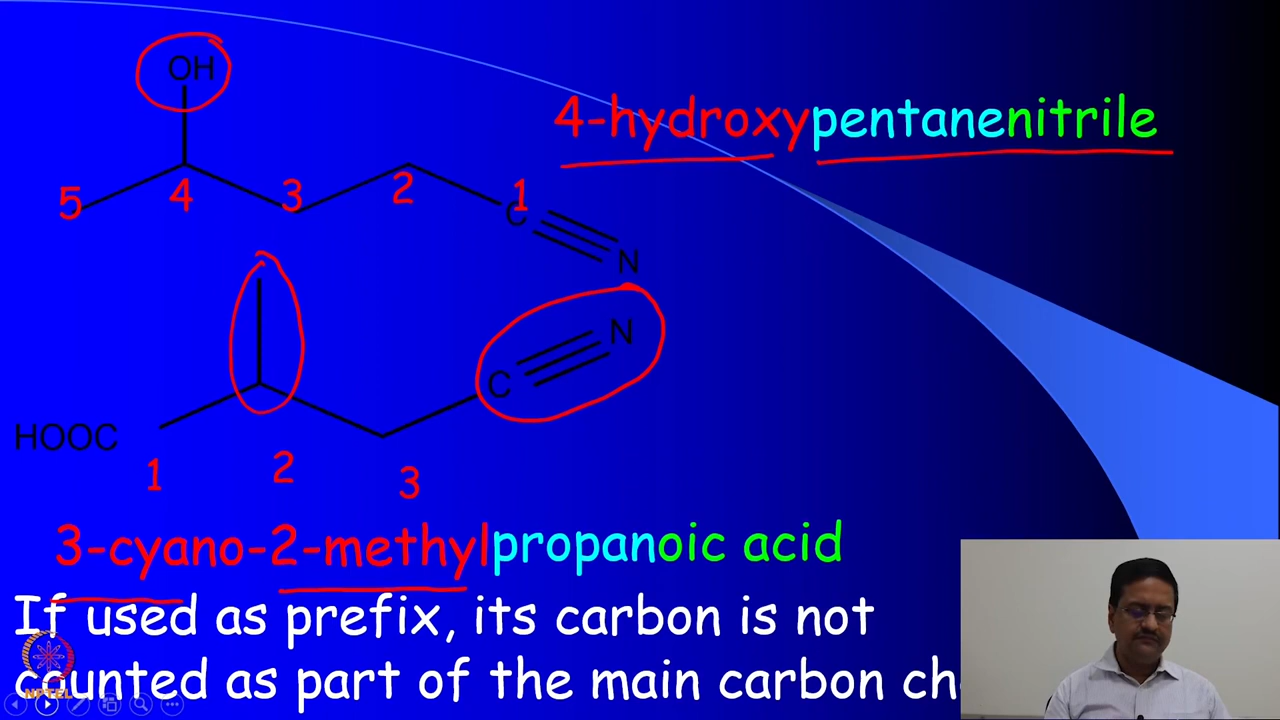 OH
4-hydroxypentanenitrile
5 4 3 2 1
C
N
N
C
HOOC
1 2 3
3-cyano-2-methylpropanoic acid
If used as prefix, its carbon is not
counted as part of the main carbon
NPTEL